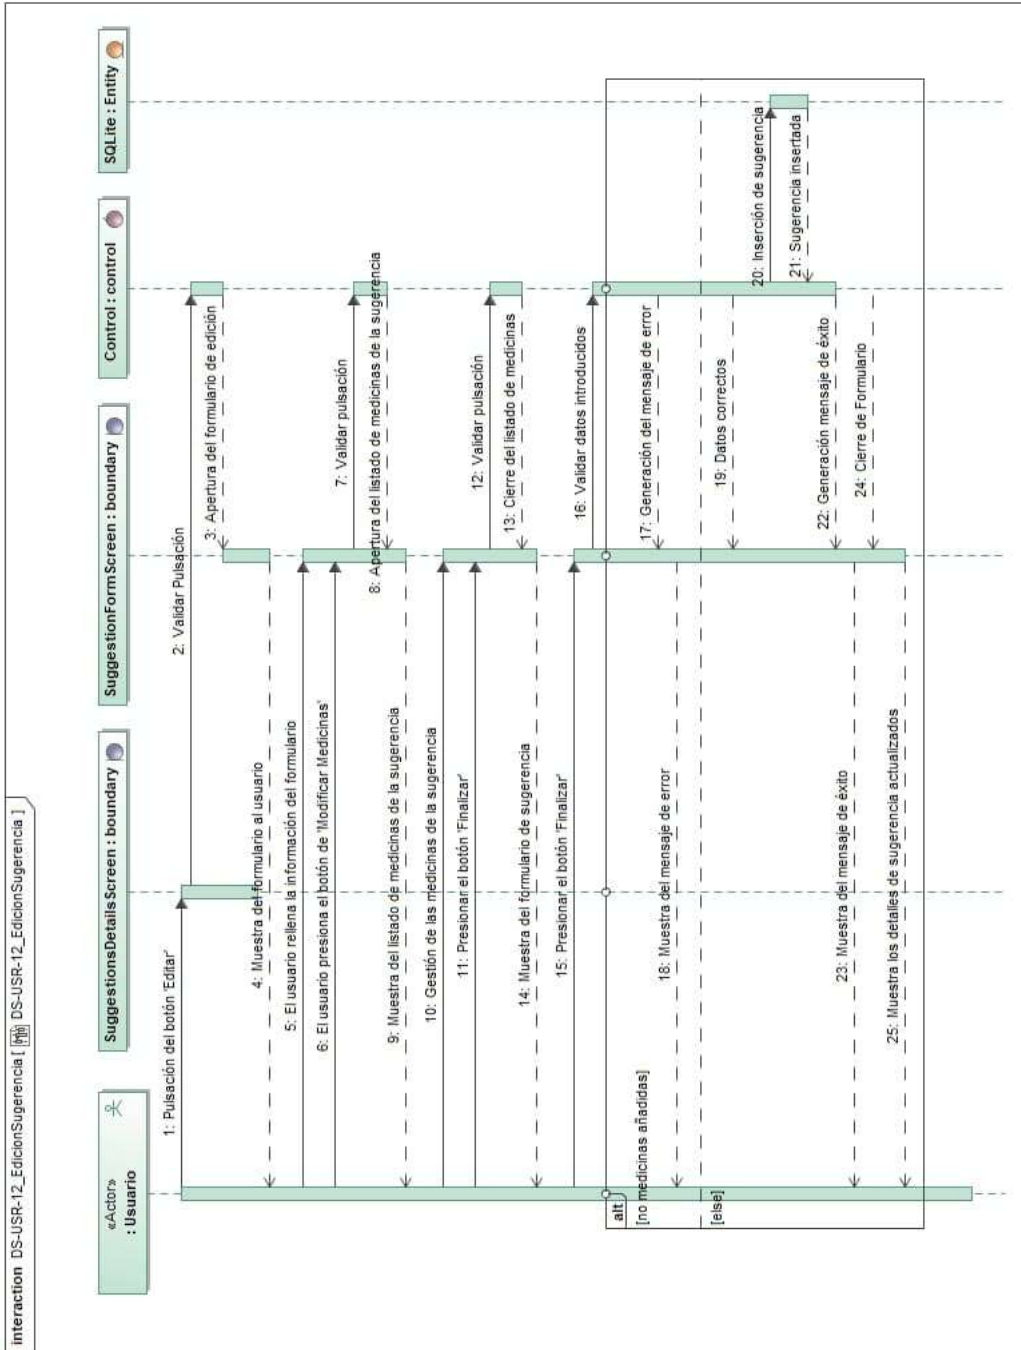 interaction DS-USR-12_EdicionSugerencia [ DS-USR-12_EdicionSugerencia ]
«Actor»
: Usuario
SuggestionsDetailsScreen : boundary
SuggestionFormScreen : boundary
Control : control
SQLite : Entity
1: Pulsación del botón 'Editar'
2: Validar Pulsación
3: Apertura del formulario de edición
4: Muestra del formulario al usuario
5: El usuario rellena la información del formulario
6: El usuario presiona el botón de 'Modificar Medicinas'
7: Validar pulsación
8: Apertura del listado de medicinas de la sugerencia
9: Muestra del listado de medicinas de la sugerencia
10: Gestión de las medicinas de la sugerencia
11: Presionar el botón 'Finalizar'
12: Validar pulsación
13: Cierre del listado de medicinas
14: Muestra del formulario de sugerencia
15: Presionar el botón 'Finalizar'
16: Validar datos introducidos
alt
[no medicinas añadidas]
17: Generación del mensaje de error
18: Muestra del mensaje de error
[else]
19: Datos correctos
20: Inserción de sugerencia
21: Sugerencia insertada
22: Generación mensaje de éxito
23: Muestra del mensaje de éxito
24: Cierre de Formulario
25: Muestra los detalles de sugerencia actualizados